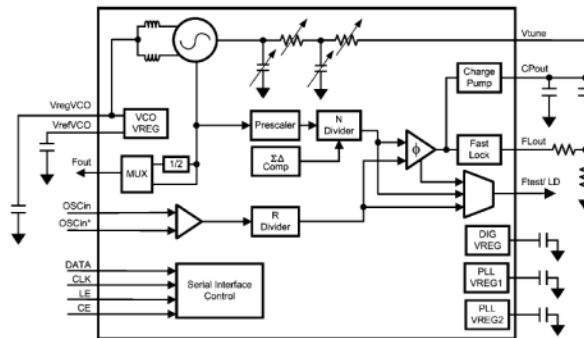 Vtune
Charge
Pump
CPout
VregVCO
VCO
VREG
VrefVCO
Prescaler
N
Divider
Fout
MUX
1/2
ΣΔ
Comp
ϕ
Fast
Lock
FLout
Ftest/ LD
OSCin
OSCin*
R
Divider
DIG
VREG
DATA
CLK
LE
CE
Serial Interface
Control
PLL
VREG1
PLL
VREG2